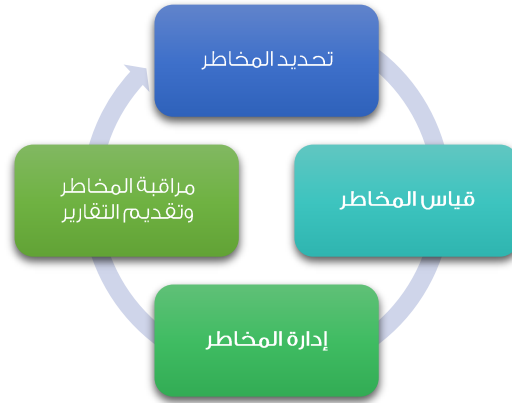 تحديد المخاطر
قياس المخاطر
إدارة المخاطر
مراقبة المخاطر
وتقديم التقارير